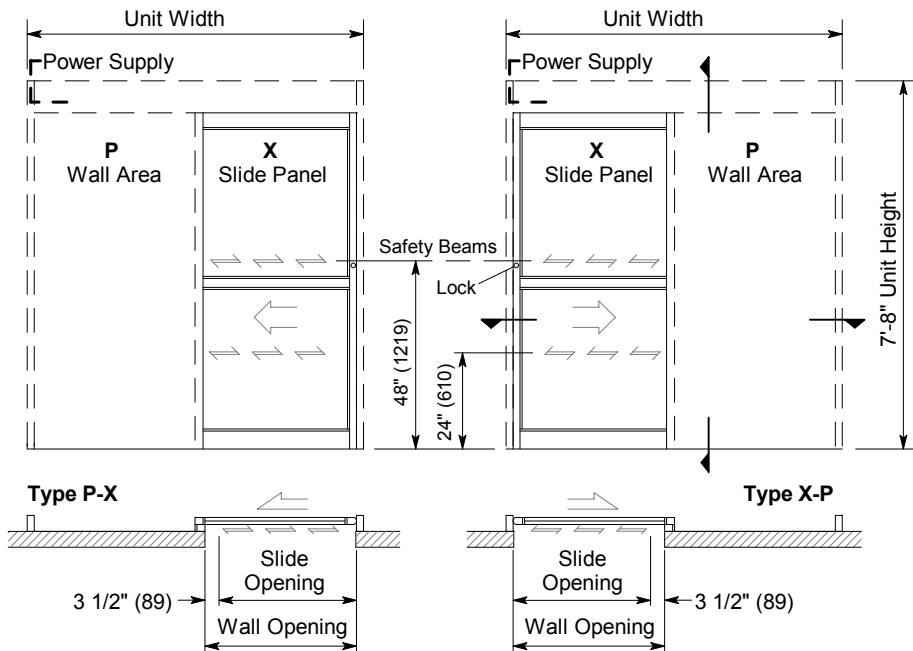 Unit Width
Unit Width
Power Supply
Power Supply
P
Wall Area
X
Slide Panel
X
Slide Panel
P
Wall Area
Safety Beams
Lock
48" (1219)
24" (610)
7'-8" Unit Height
Type P-X
Type X-P
Slide
Opening
3 1/2" (89)
Wall Opening
Slide
Opening
3 1/2" (89)
Wall Opening